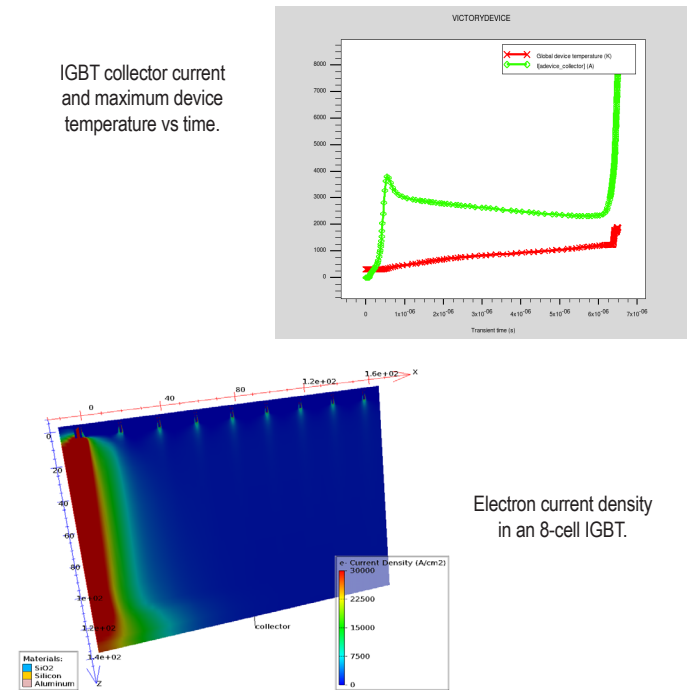 VICTORYDEVICE
IGBT collector current
and maximum device
temperature vs time.
Global device temperature (K)
I[adevice_collector] (A)
8000
7000
6000
5000
4000
3000
2000
1000
0
0
1x10-06
2x10-06
3x10-06
4x10-06
5x10-06
6x10-06
7x10-06
Transient time (s)
0
40
80
1.2e+02
1.6e+02
X
0
20
40
60
80
1e+02
1.2e+02
1.4e+02
Z
collector
Electron current density
in an 8-cell IGBT.
e- Current Density (A/cm2)
30000
22500
15000
7500
0
Materials:
SiO2
Silicon
Aluminum